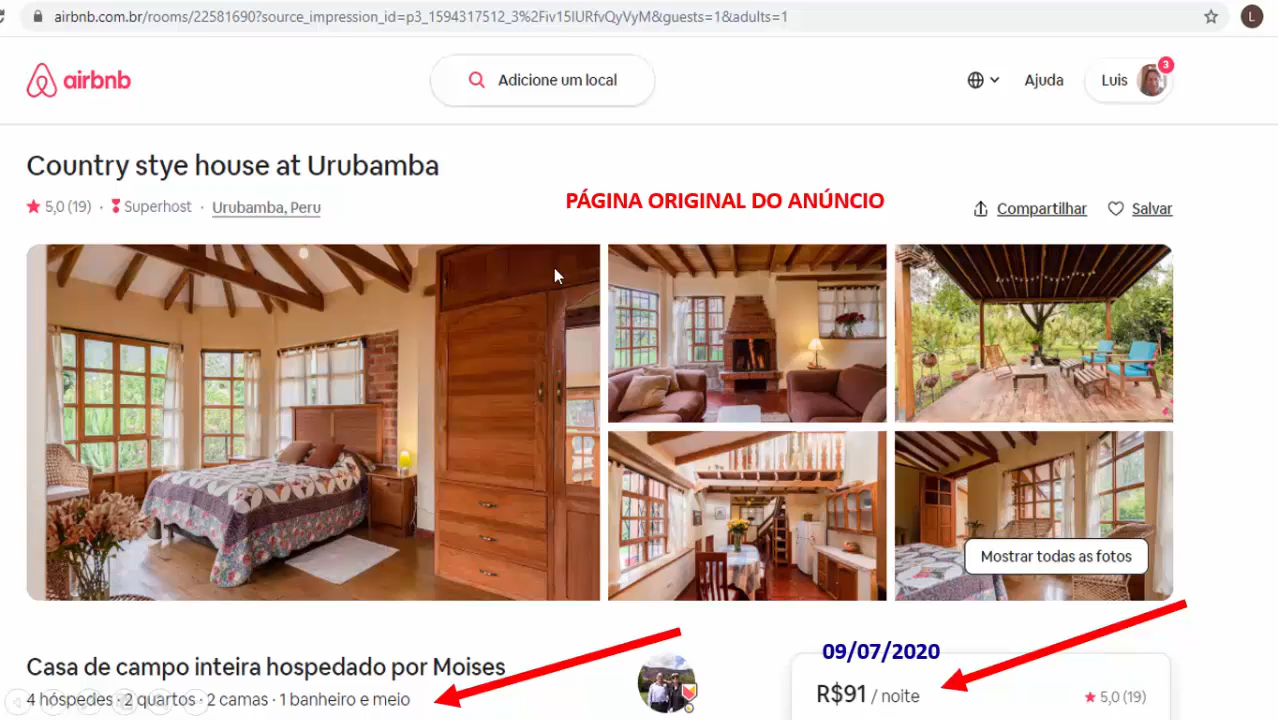 airbnb.com.br/rooms/22581690?source_impression_id=p3_1594317512_3%2Fiv15lURfvQyVyM&guests=1&adults=1
L
airbnb
Adicione um local
Ajuda
Luis
3
Country stye house at Urubamba
5,0 (19) · Superhost · Urubamba, Peru
PÁGINA ORIGINAL DO ANÚNCIO
Compartilhar
Salvar
Mostrar todas as fotos
Casa de campo inteira hospedado por Moises
4 hóspedes · 2 quartos · 2 camas · 1 banheiro e meio
09/07/2020
R$91 / noite
5,0 (19)